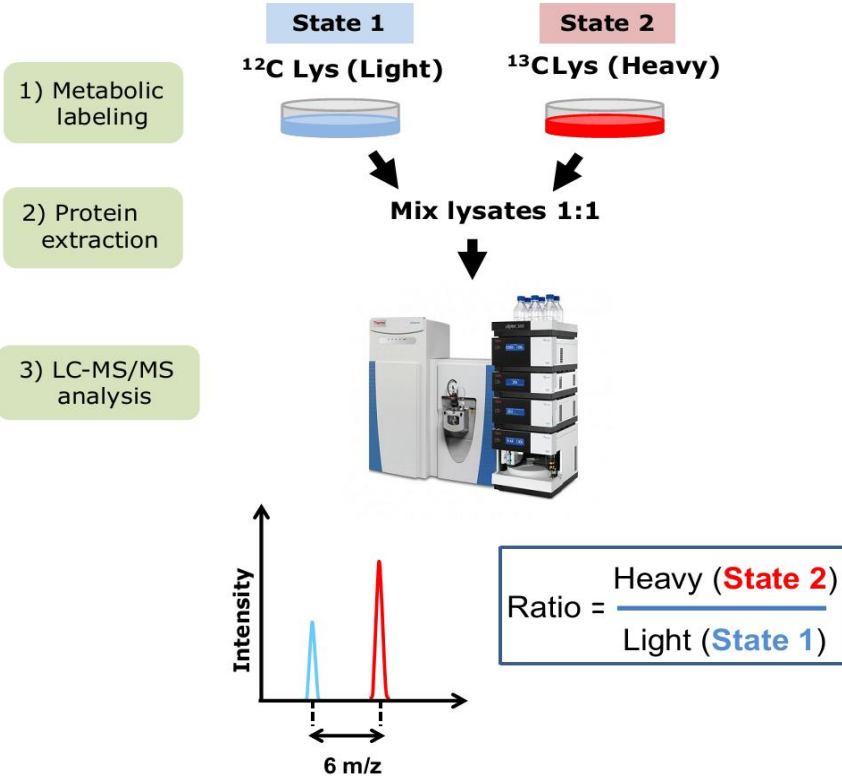 State 1
State 2
¹²C Lys (Light)
¹³CLys (Heavy)
1) Metabolic
labeling
Mix lysates 1:1
2) Protein
extraction
3) LC-MS/MS
analysis
Intensity
6 m/z
Ratio = Heavy (State 2)
Light (State 1)